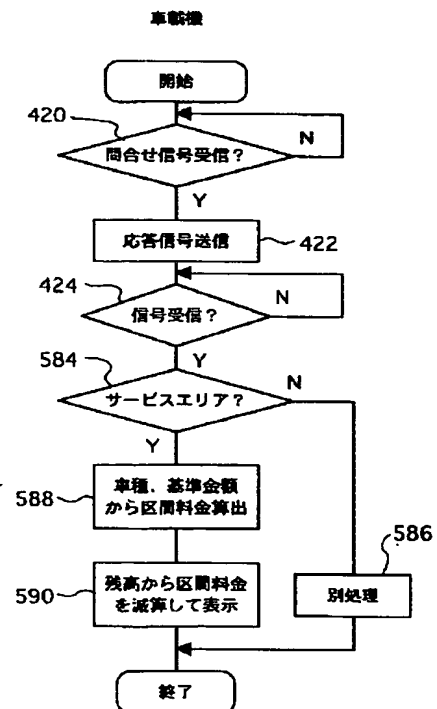 車載機
開始
420
問合せ信号受信？
N
Y
応答信号送信
422
424
信号受信？
N
Y
584
サービスエリア？
N
Y
588
車種、基準金額
から区間料金算出
586
別処理
590
残高から区間料金
を減算して表示
終了